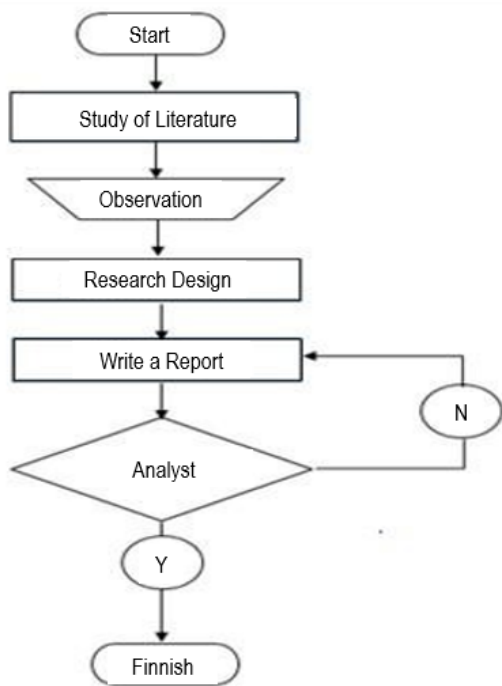 Start
Study of Literature
Observation
Research Design
Write a Report
N
Analyst
Y
Finnish